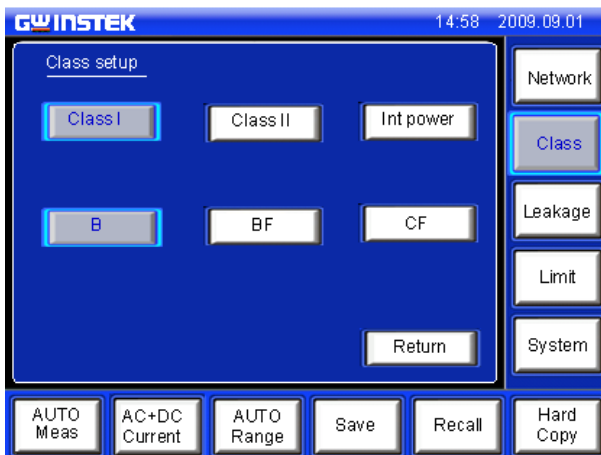 GWINSTEK 14:58 2009.09.01
Class setup
Network
Class I Class II Int power
Class
B BF CF
Leakage
Limit
Return
System
AUTO Meas
AC+DC Current
AUTO Range
Save
Recall
Hard Copy